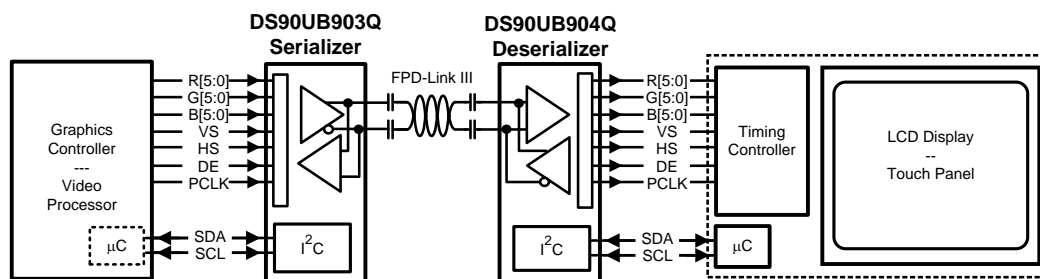 DS90UB903Q
Serializer
DS90UB904Q
Deserializer
FPD-Link III
Graphics
Controller
---
Video
Processor
R[5:0]
G[5:0]
B[5:0]
VS
HS
DE
PCLK
μC
SDA
SCL
I²C
R[5:0]
G[5:0]
B[5:0]
VS
HS
DE
PCLK
I²C
SDA
SCL
Timing
Controller
μC
LCD Display
--
Touch Panel